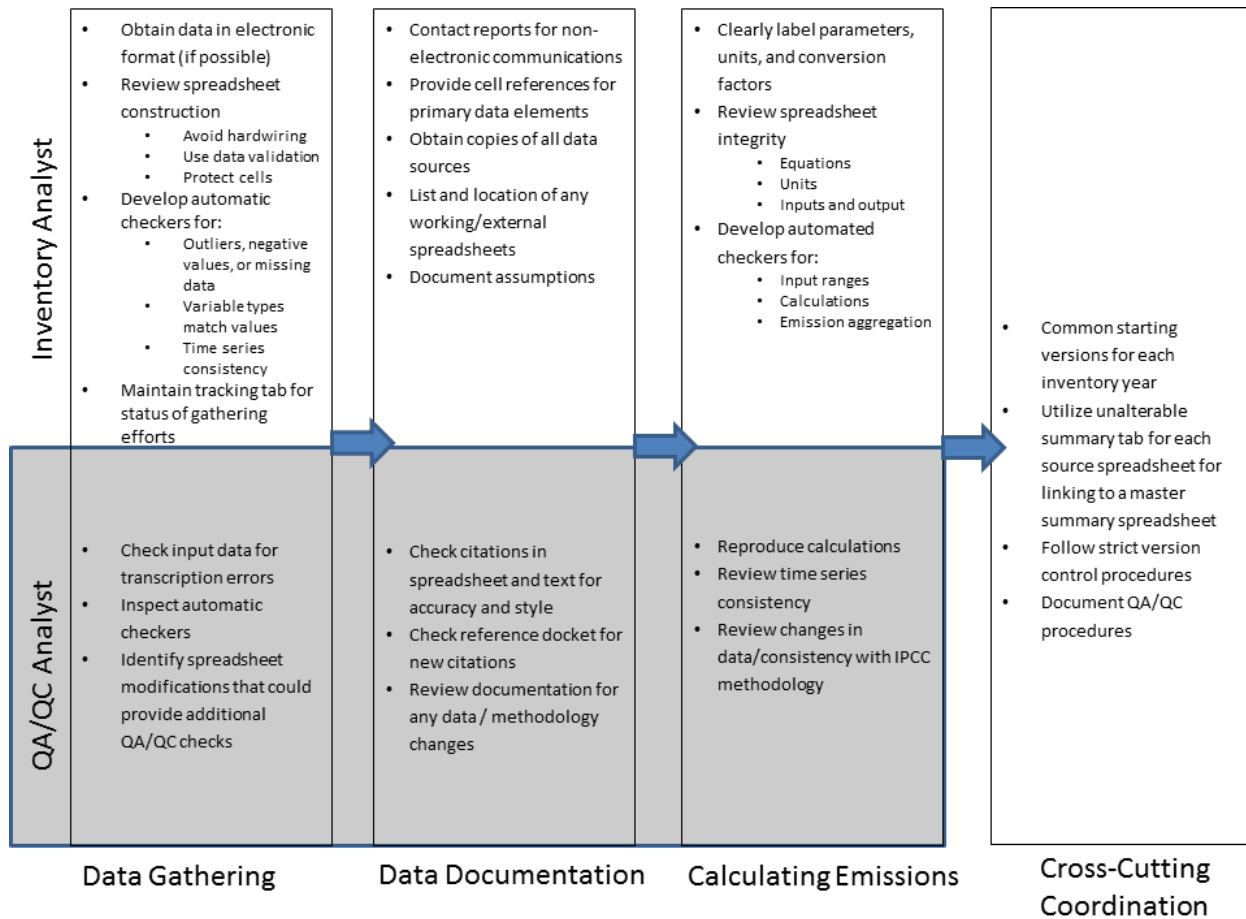 Inventory Analyst
• Obtain data in electronic
format (if possible)
• Review spreadsheet
construction
• Avoid hardwiring
• Use data validation
• Protect cells
• Develop automatic
checkers for:
• Outliers, negative
values, or missing
data
• Variable types
match values
• Time series
consistency
• Maintain tracking tab for
status of gathering
efforts
• Contact reports for non-
electronic communications
• Provide cell references for
primary data elements
• Obtain copies of all data
sources
• List and location of any
working/external
spreadsheets
• Document assumptions
• Clearly label parameters,
units, and conversion
factors
• Review spreadsheet
integrity
• Equations
• Units
• Inputs and output
• Develop automated
checkers for:
• Input ranges
• Calculations
• Emission aggregation
QA/QC Analyst
• Check input data for
transcription errors
• Inspect automatic
checkers
• Identify spreadsheet
modifications that could
provide additional
QA/QC checks
• Check citations in
spreadsheet and text for
accuracy and style
• Check reference docket for
new citations
• Review documentation for
any data / methodology
changes
• Reproduce calculations
• Review time series
consistency
• Review changes in
data/consistency with IPCC
methodology
• Common starting
versions for each
inventory year
• Utilize unalterable
summary tab for each
source spreadsheet for
linking to a master
summary spreadsheet
• Follow strict version
control procedures
• Document QA/QC
procedures
Data Gathering
Data Documentation
Calculating Emissions
Cross-Cutting
Coordination